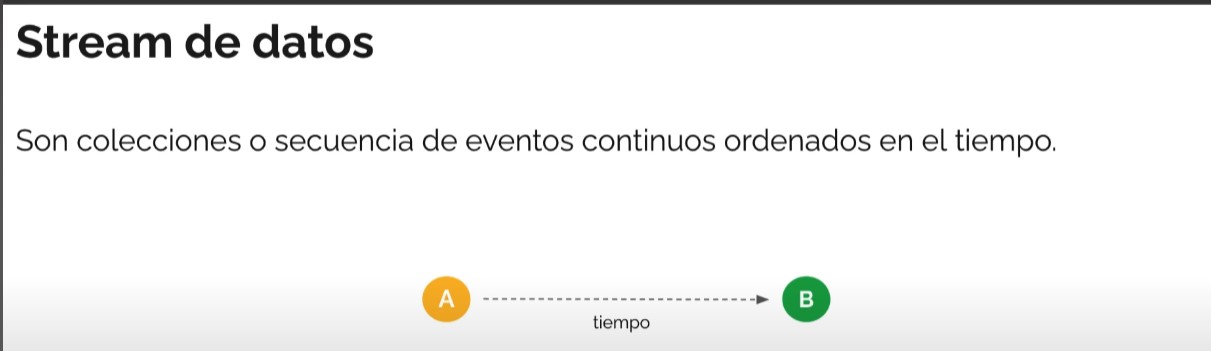 Stream de datos
Son colecciones o secuencia de eventos continuos ordenados en el tiempo.
A
B
tiempo